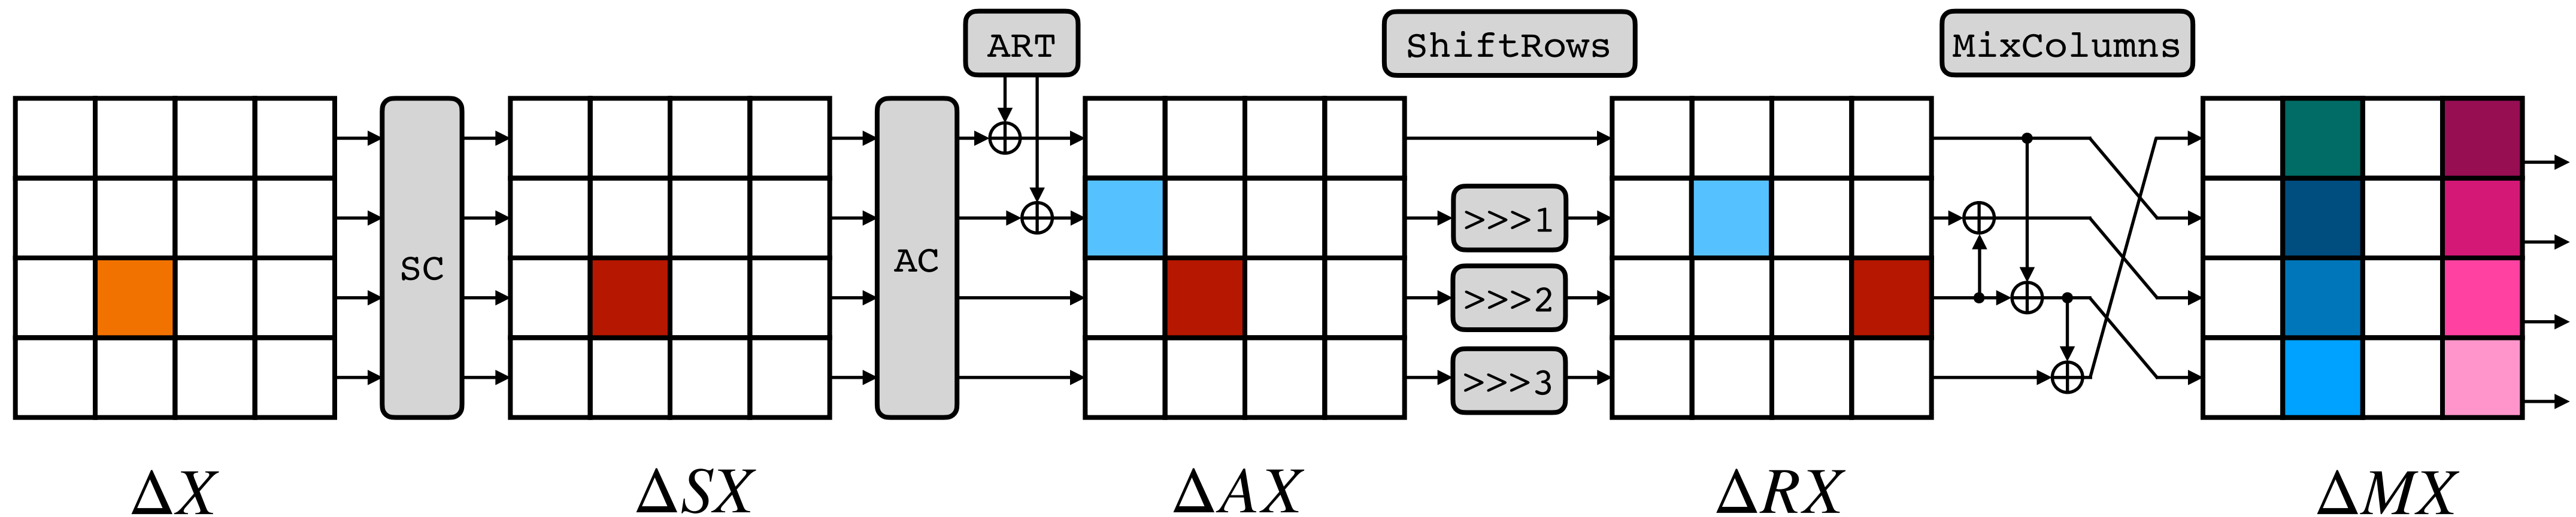 ART
ShiftRows
MixColumns
SC
AC
>>>1
>>>2
>>>3
ΔX
ΔSX
ΔAX
ΔRX
ΔMX